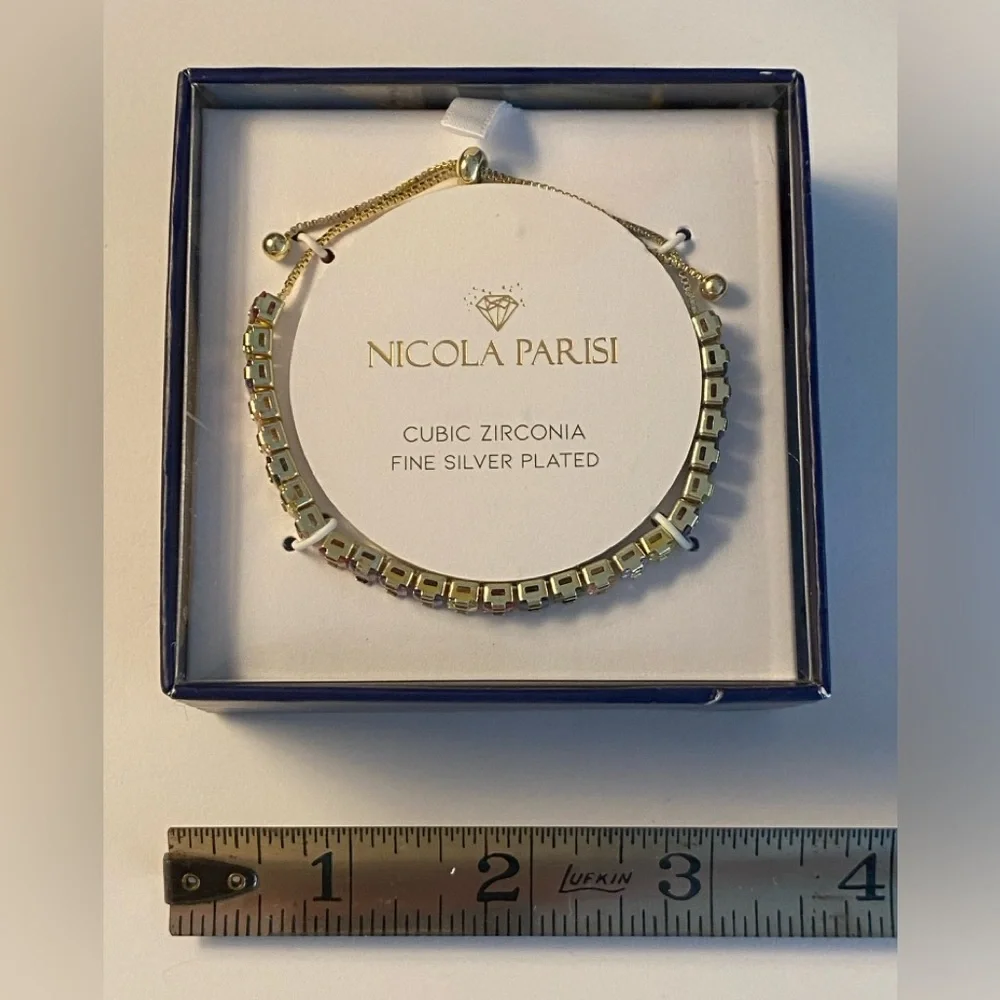 NICOLA PARISI
CUBIC ZIRCONIA
FINE SILVER PLATED
1 2 LUFKIN 3 4